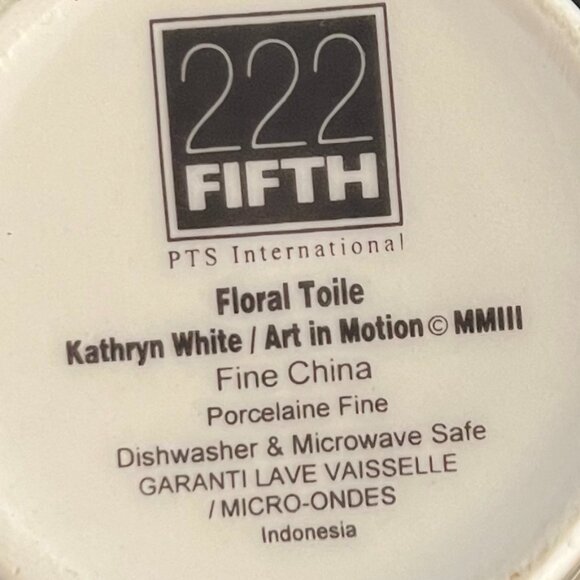 222
FIFTH
PTS International
Floral Toile
Kathryn White / Art in Motion © MMIII
Fine China
Porcelaine Fine
Dishwasher & Microwave Safe
GARANTI LAVE VAISSELLE
/ MICRO-ONDES
Indonesia